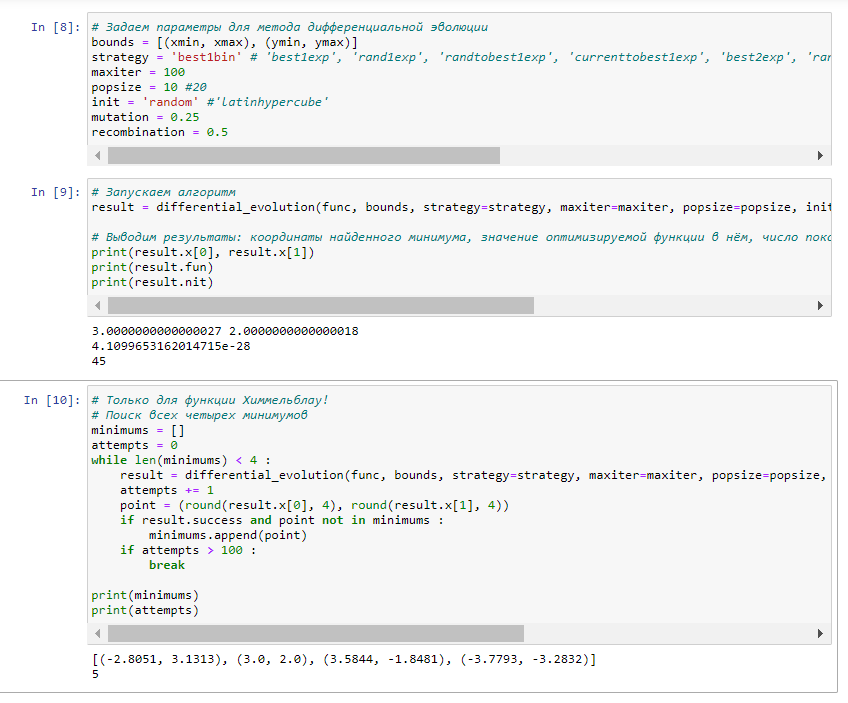 In [8]: # Задаем параметры для метода дифференциальной эволюции
bounds = [(xmin, xmax), (ymin, ymax)]
strategy = 'best1bin' # 'best1exp', 'rand1exp', 'randtobest1exp', 'currenttobest1exp', 'best2exp', 'rar
maxiter = 100
popsize = 10 #20
init = 'random' #'latinhypercube'
mutation = 0.25
recombination = 0.5
In [9]: # Запускаем алгоритм
result = differential_evolution(func, bounds, strategy=strategy, maxiter=maxiter, popsize=popsize, init
# Выводим результаты: координаты найденного минимума, значение оптимизируемой функции в нём, число поко
print(result.x[0], result.x[1])
print(result.fun)
print(result.nit)
3.0000000000000027 2.0000000000000018
4.1099653162014715e-28
45
In [10]: # Только для функции Химмельблау!
# Поиск всех четырех минимумов
minimums = []
attempts = 0
while len(minimums) < 4 :
    result = differential_evolution(func, bounds, strategy=strategy, maxiter=maxiter, popsize=popsize,
    attempts += 1
    point = (round(result.x[0], 4), round(result.x[1], 4))
    if result.success and point not in minimums :
        minimums.append(point)
    if attempts > 100 :
        break
print(minimums)
print(attempts)
[(-2.8051, 3.1313), (3.0, 2.0), (3.5844, -1.8481), (-3.7793, -3.2832)]
5